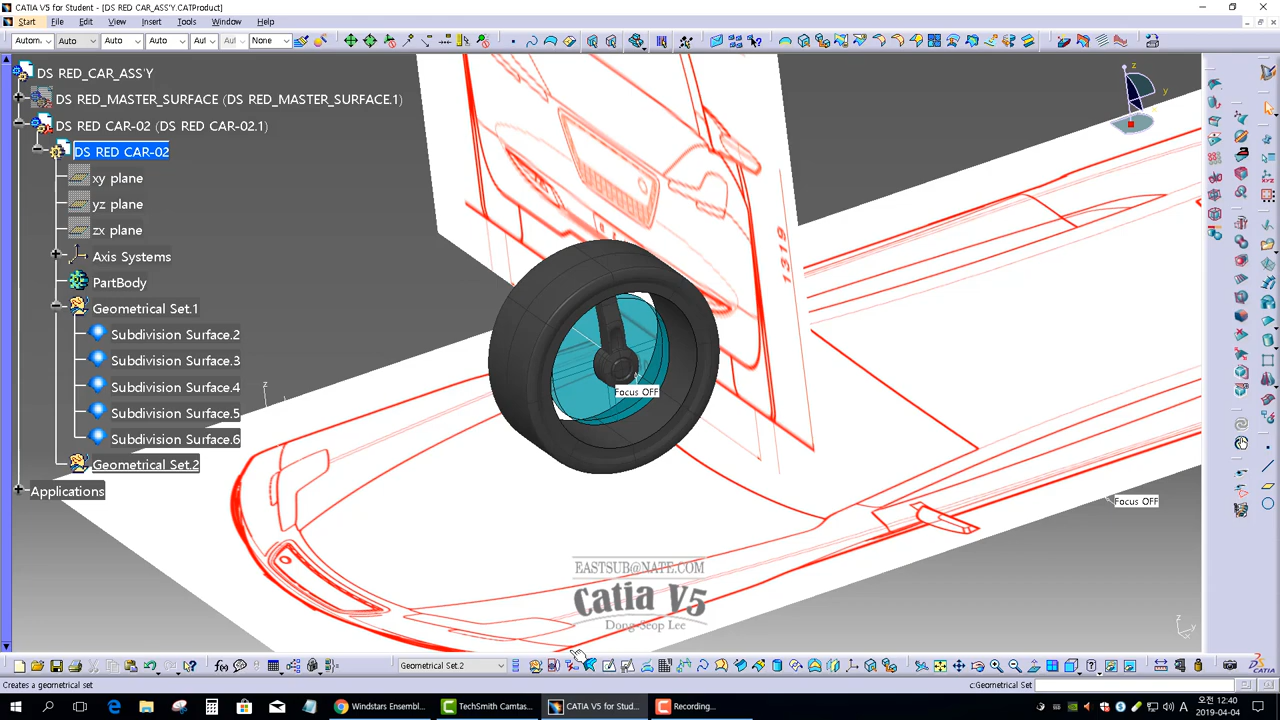 CATIA V5 for Student - [DS RED CAR_ASS'Y.CATProduct]
Start File Edit View Insert Tools Window Help
Autom. Auto Auto Auto Aut Aut None
DS RED_CAR_ASS'Y
DS RED_MASTER_SURFACE (DS RED_MASTER_SURFACE.1)
DS RED CAR-02 (DS RED CAR-02.1)
DS RED CAR-02
xy plane
yz plane
zx plane
Axis Systems
PartBody
Geometrical Set.1
Subdivision Surface.2
Subdivision Surface.3
Subdivision Surface.4
Subdivision Surface.5
Subdivision Surface.6
Geometrical Set.2
Applications
1319
z
y
x
z
Focus OFF
Focus OFF
EASTSUB@NATE.COM
Catia V5
Dong Seop Lee
z
y
Geometrical Set.2
CATIA
Creates a geometrical set
c:Geometrical Set
Windstars Ensembl...
TechSmith Camtas...
CATIA V5 for Stud...
Recording...
A 오전 12:40
2019-04-04